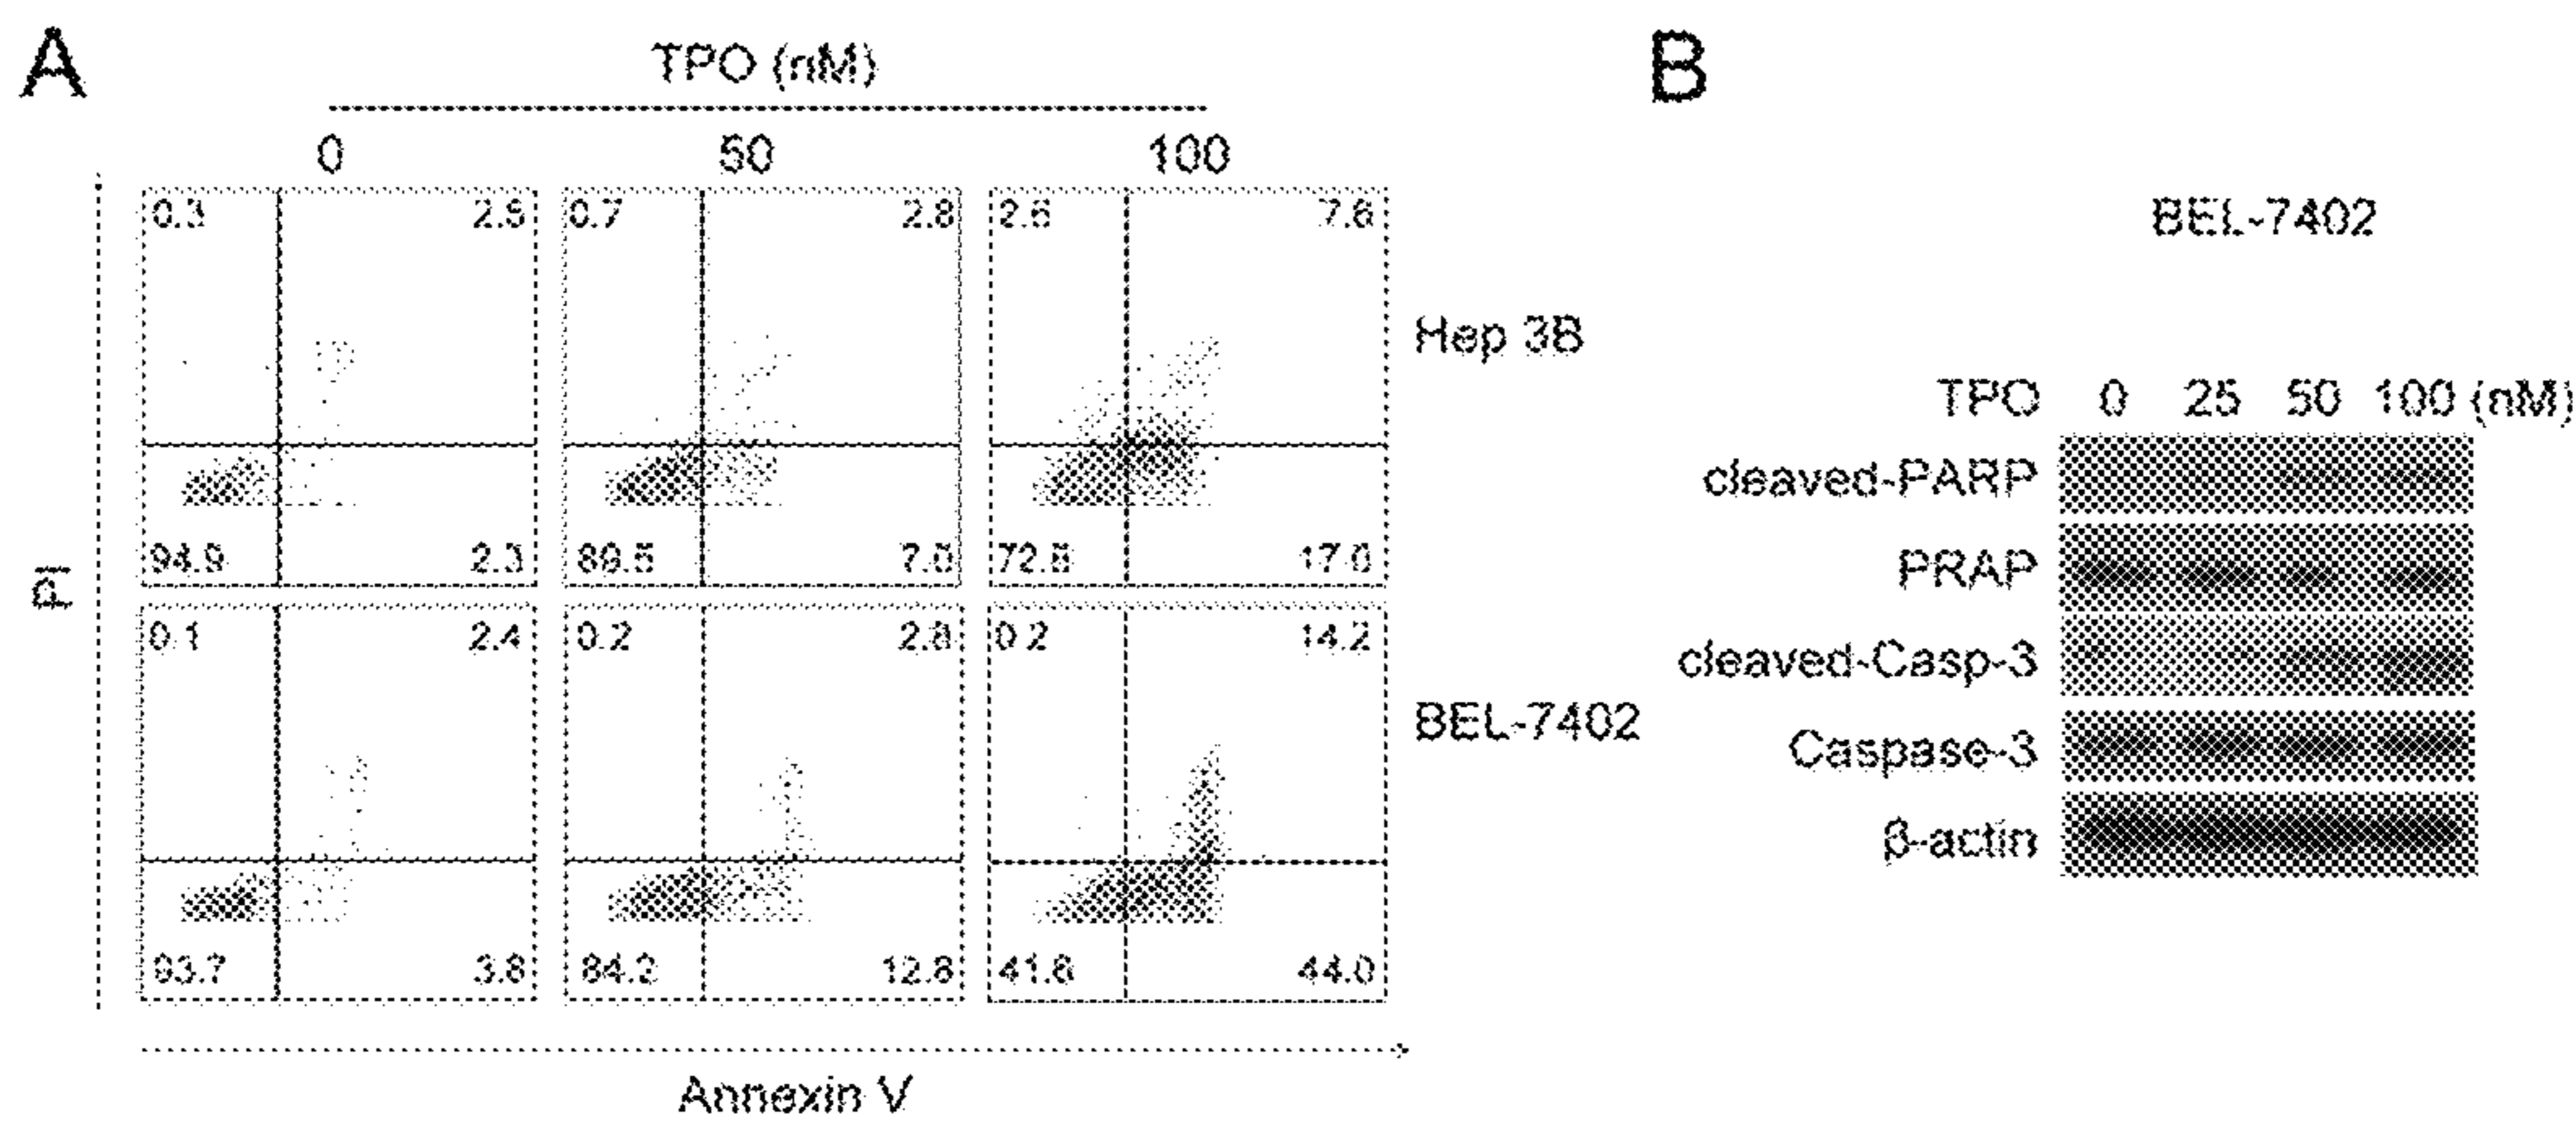 A
TPO (nM)
0 50 100
0.3 2.5 0.7 2.8 2.6 7.6
94.9 2.3 89.5 7.0 72.8 17.0
Hep 3B
PI
0.1 2.4 0.2 2.8 0.2 14.2
93.7 3.8 84.2 12.8 41.6 44.0
BEL-7402
Annexin V
B
BEL-7402
TPO 0 25 50 100 (nM)
cleaved-PARP
PRAP
cleaved-Casp-3
Caspase-3
β-actin